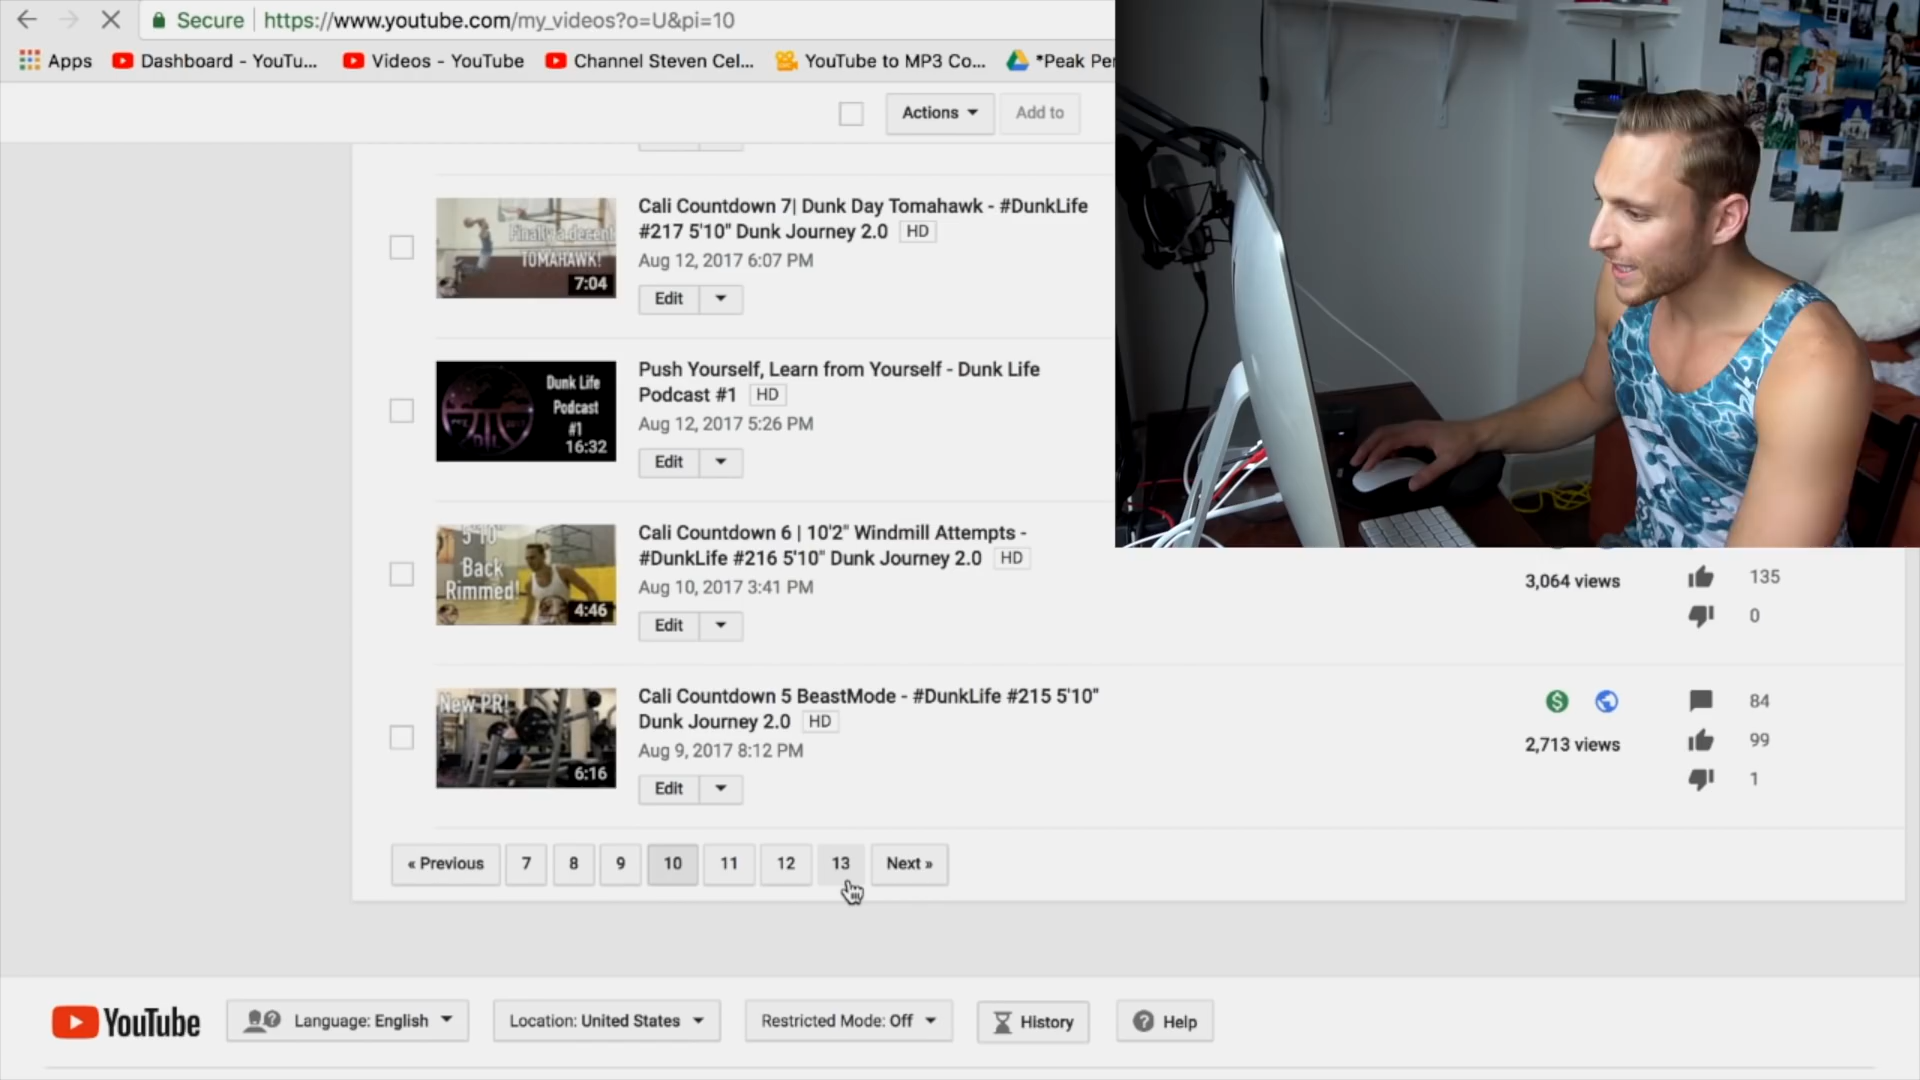 Secure https://www.youtube.com/my_videos?o=U&pi=10
Apps Dashboard - YouTu... Videos - YouTube Channel Steven Cel... YouTube to MP3 Co... *Peak Per
Actions Add to
Cali Countdown 7| Dunk Day Tomahawk - #DunkLife
#217 5'10" Dunk Journey 2.0 HD
Aug 12, 2017 6:07 PM
Edit
Finally a decent
TOMAHAWK!
7:04
Push Yourself, Learn from Yourself - Dunk Life
Podcast #1 HD
Aug 12, 2017 5:26 PM
Edit
Dunk Life
Podcast
#1
16:32
Cali Countdown 6 | 10'2" Windmill Attempts -
#DunkLife #216 5'10" Dunk Journey 2.0 HD
Aug 10, 2017 3:41 PM
Edit
5'10"
Back
Rimmed!
4:46
3,064 views
135
0
Cali Countdown 5 BeastMode - #DunkLife #215 5'10"
Dunk Journey 2.0 HD
Aug 9, 2017 8:12 PM
Edit
New PR!
6:16
2,713 views
84
99
1
« Previous 7 8 9 10 11 12 13 Next »
YouTube Language: English Location: United States Restricted Mode: Off History Help